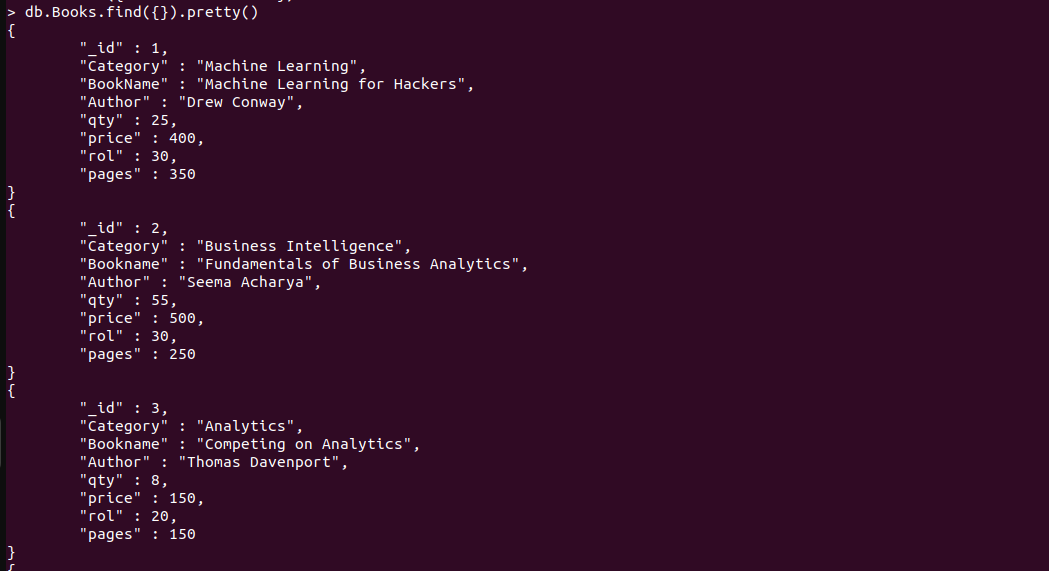 > db.Books.find({}).pretty()
{
"_id" : 1,
"Category" : "Machine Learning",
"BookName" : "Machine Learning for Hackers",
"Author" : "Drew Conway",
"qty" : 25,
"price" : 400,
"rol" : 30,
"pages" : 350
}
{
"_id" : 2,
"Category" : "Business Intelligence",
"Bookname" : "Fundamentals of Business Analytics",
"Author" : "Seema Acharya",
"qty" : 55,
"price" : 500,
"rol" : 30,
"pages" : 250
}
{
"_id" : 3,
"Category" : "Analytics",
"Bookname" : "Competing on Analytics",
"Author" : "Thomas Davenport",
"qty" : 8,
"price" : 150,
"rol" : 20,
"pages" : 150
}
{